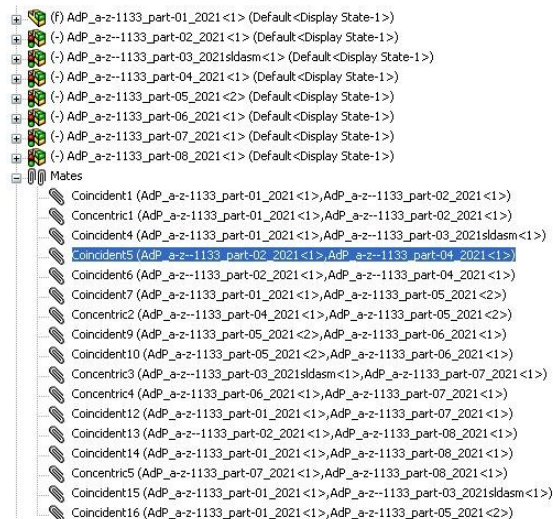 (f) AdP_a-z-1133_part-01_2021<1> (Default<Display State-1>)
(-) AdP_a-z--1133_part-02_2021<1> (Default<Display State-1>)
(-) AdP_a-z--1133_part-03_2021sldasm<1> (Default<Display State-1>)
(-) AdP_a-z--1133_part-04_2021<1> (Default<Display State-1>)
(-) AdP_a-z-1133_part-05_2021<2> (Default<Display State-1>)
(-) AdP_a-z-1133_part-06_2021<1> (Default<Display State-1>)
(-) AdP_a-z-1133_part-07_2021<1> (Default<Display State-1>)
(-) AdP_a-z-1133_part-08_2021<1> (Default<Display State-1>)
Mates
Coincident1 (AdP_a-z-1133_part-01_2021<1>,AdP_a-z--1133_part-02_2021<1>)
Concentric1 (AdP_a-z-1133_part-01_2021<1>,AdP_a-z--1133_part-02_2021<1>)
Coincident4 (AdP_a-z-1133_part-01_2021<1>,AdP_a-z--1133_part-03_2021sldasm<1>)
Coincident5 (AdP_a-z--1133_part-02_2021<1>,AdP_a-z--1133_part-04_2021<1>)
Coincident6 (AdP_a-z--1133_part-02_2021<1>,AdP_a-z--1133_part-04_2021<1>)
Coincident7 (AdP_a-z-1133_part-01_2021<1>,AdP_a-z-1133_part-05_2021<2>)
Concentric2 (AdP_a-z--1133_part-04_2021<1>,AdP_a-z-1133_part-05_2021<2>)
Coincident9 (AdP_a-z-1133_part-05_2021<2>,AdP_a-z-1133_part-06_2021<1>)
Coincident10 (AdP_a-z-1133_part-05_2021<2>,AdP_a-z-1133_part-06_2021<1>)
Concentric3 (AdP_a-z--1133_part-03_2021sldasm<1>,AdP_a-z-1133_part-07_2021<1>)
Concentric4 (AdP_a-z-1133_part-06_2021<1>,AdP_a-z-1133_part-07_2021<1>)
Coincident12 (AdP_a-z-1133_part-01_2021<1>,AdP_a-z-1133_part-07_2021<1>)
Coincident13 (AdP_a-z--1133_part-02_2021<1>,AdP_a-z-1133_part-08_2021<1>)
Coincident14 (AdP_a-z-1133_part-01_2021<1>,AdP_a-z-1133_part-08_2021<1>)
Concentric5 (AdP_a-z-1133_part-07_2021<1>,AdP_a-z-1133_part-08_2021<1>)
Coincident15 (AdP_a-z-1133_part-01_2021<1>,AdP_a-z--1133_part-03_2021sldasm<1>)
Coincident16 (AdP_a-z-1133_part-01_2021<1>,AdP_a-z-1133_part-05_2021<2>)